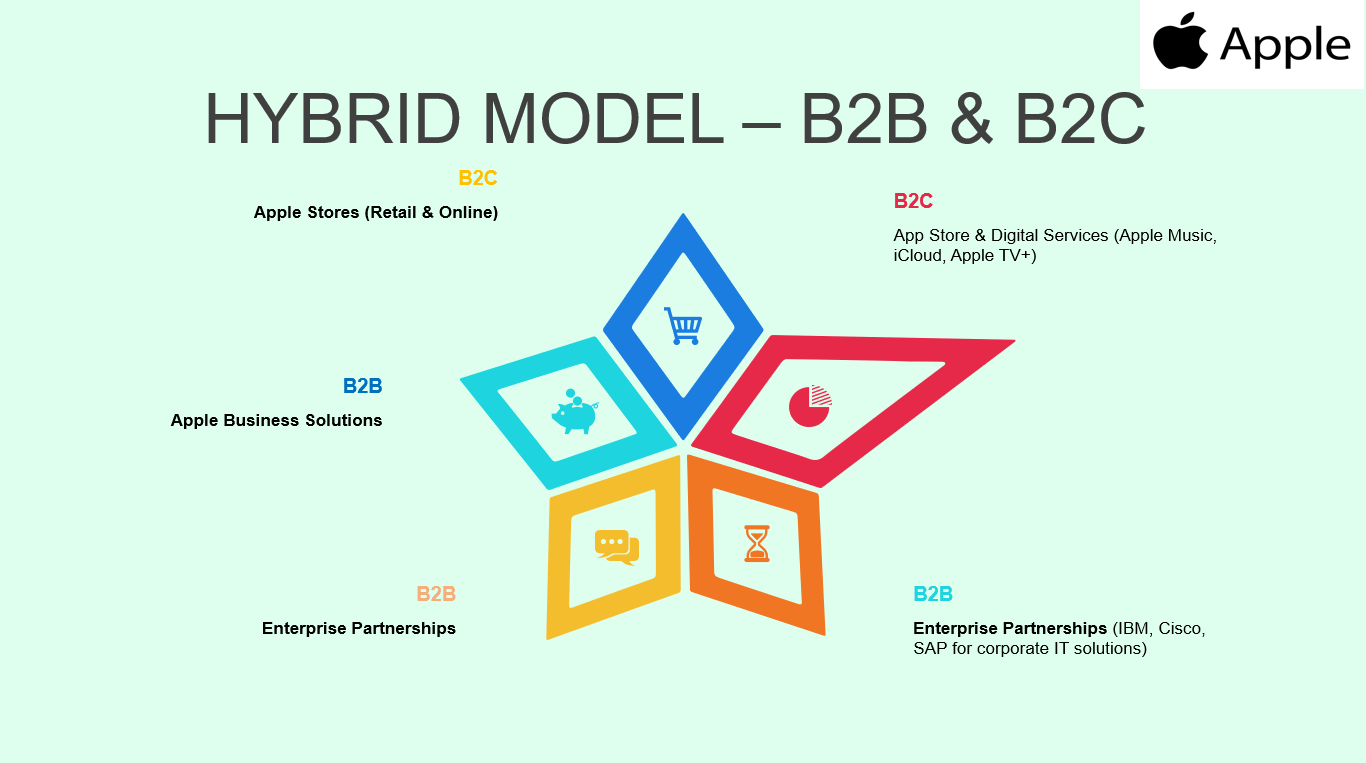 Apple
HYBRID MODEL – B2B & B2C
B2C
Apple Stores (Retail & Online)
B2C
App Store & Digital Services (Apple Music,
iCloud, Apple TV+)
B2B
Apple Business Solutions
B2B
Enterprise Partnerships
B2B
Enterprise Partnerships (IBM, Cisco,
SAP for corporate IT solutions)